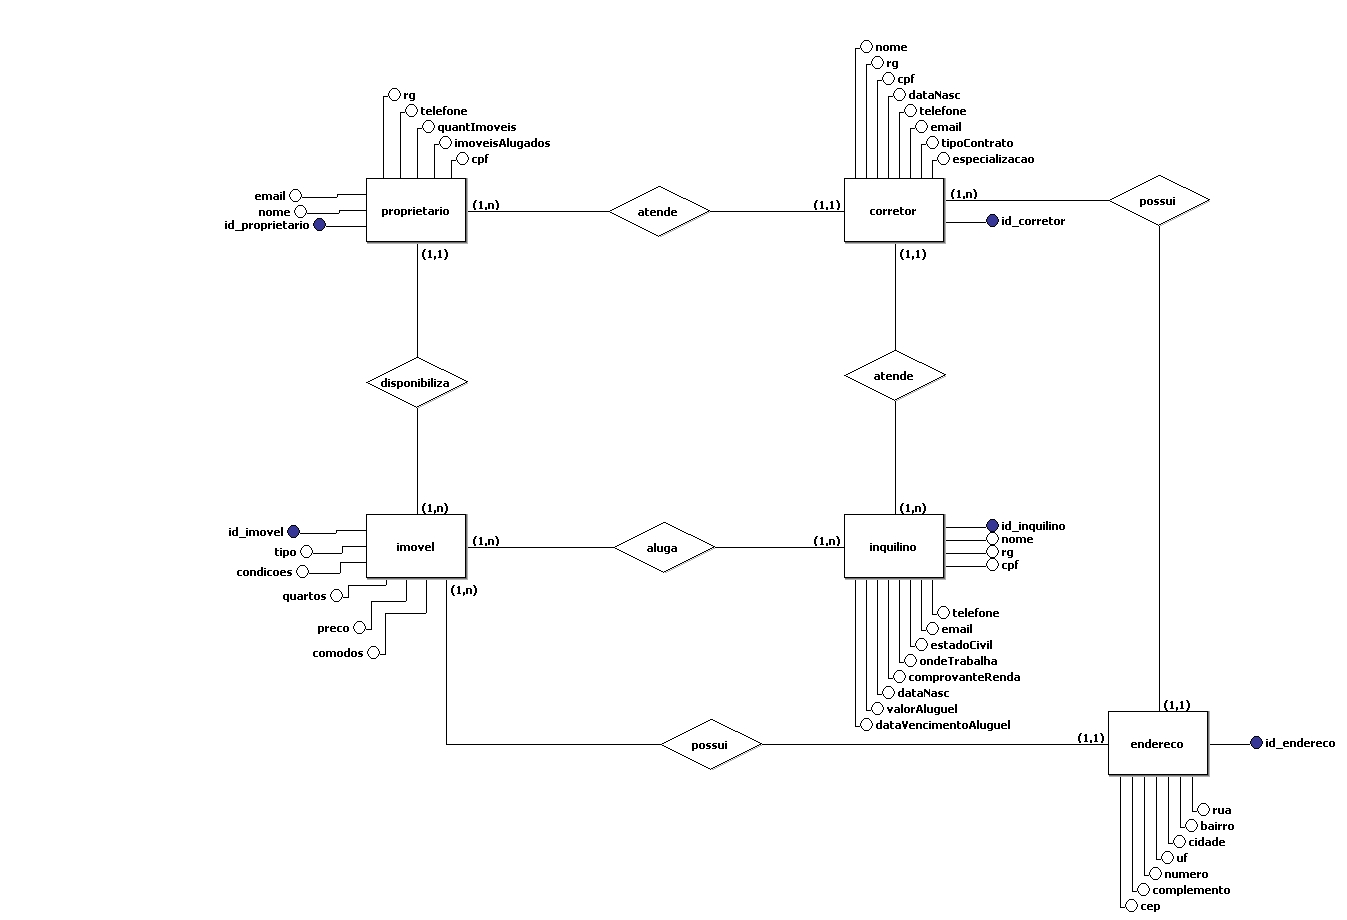 nome
rg
cpf
dataNasc
telefone
email
tipoContrato
especializacao
rg
telefone
quantImoveis
imoveisAlugados
cpf
email
nome
id_proprietario
proprietario
(1,n)
atende
(1,1)
corretor
(1,n)
id_corretor
possui
(1,1)
(1,1)
disponibiliza
atende
(1,n)
(1,n)
id_imovel
tipo
condicoes
quartos
preco
comodos
imovel
(1,n)
aluga
(1,n)
inquilino
id_inquilino
nome
rg
cpf
(1,n)
telefone
email
estadoCivil
ondeTrabalha
comprovanteRenda
dataNasc
valorAluguel
dataVencimentoAluguel
possui
(1,1)
(1,1)
endereco
id_endereco
rua
bairro
cidade
uf
numero
complemento
cep